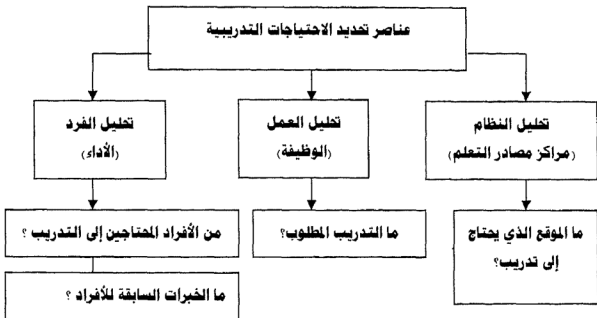 عناصر تحديد الاحتياجات التدريبية
تحليل النظام
(مراكز مصادر التعلم)
تحليل العمل
(الوظيفة)
تحليل الفرد
(الأداء)
ما الموقع الذي يحتاج
إلى تدريب؟
ما التدريب المطلوب؟
من الأفراد المحتاجين إلى التدريب ؟
ما الخبرات السابقة للأفراد ؟